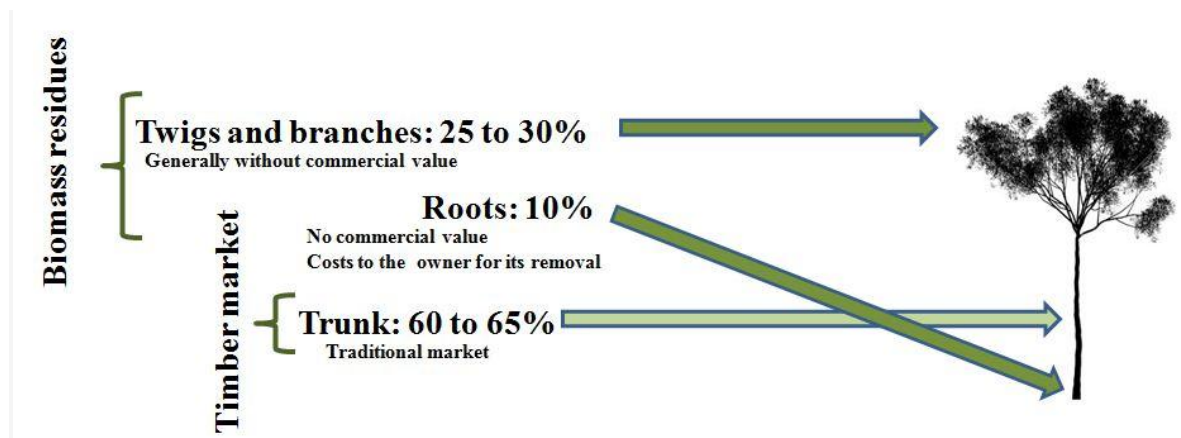 Biomass residues
Twigs and branches: 25 to 30%
Generally without commercial value
Roots: 10%
No commercial value
Costs to the owner for its removal
Timber market
Trunk: 60 to 65%
Traditional market